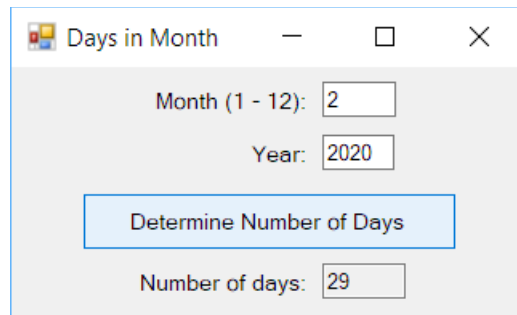 Days in Month
Month (1 - 12): 2
Year: 2020
Determine Number of Days
Number of days: 29